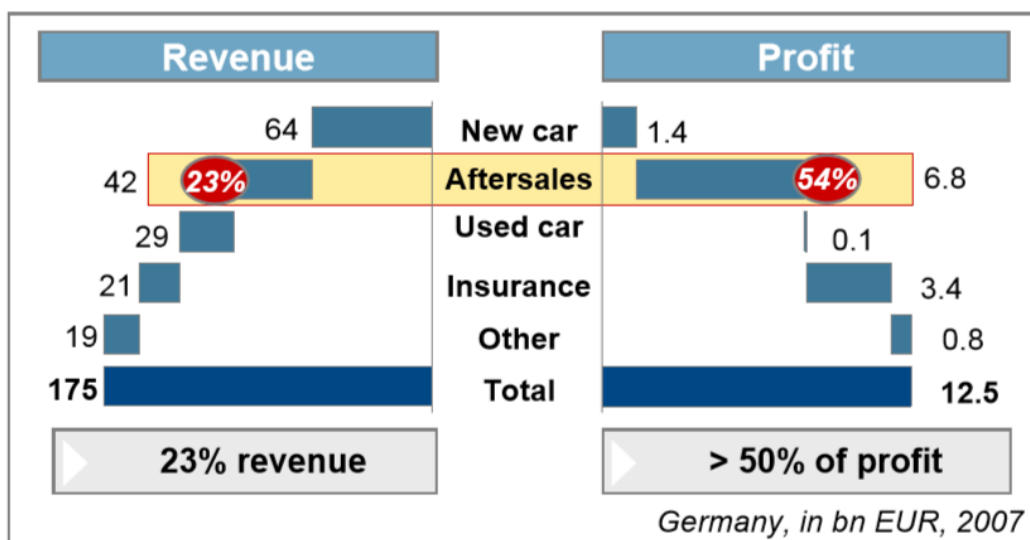 Revenue Profit
64 New car 1.4
42 23% Aftersales 54% 6.8
29 Used car 0.1
21 Insurance 3.4
19 Other 0.8
175 Total 12.5
23% revenue > 50% of profit
Germany, in bn EUR, 2007